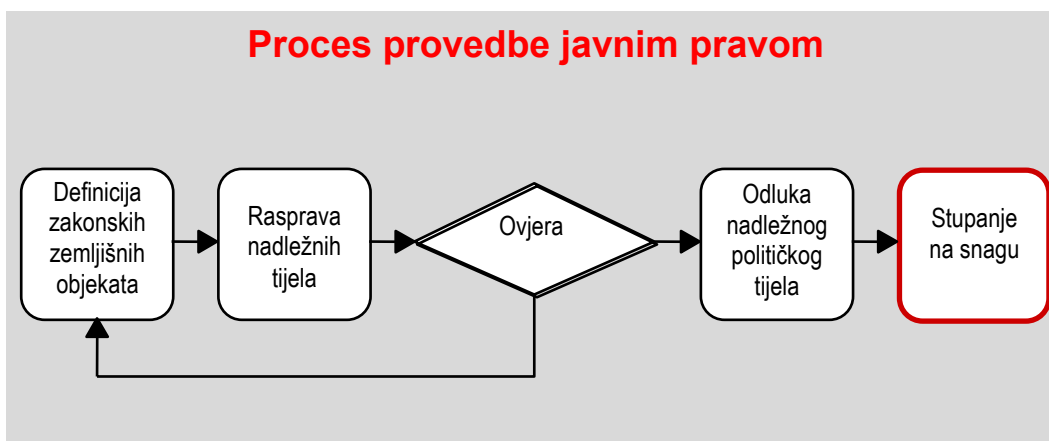 Proces provedbe javnim pravom
Definicija
zakonskih
zemljišnih
objekata
Rasprava
nadležnih
tijela
Ovjera
Odluka
nadležnog
političkog
tijela
Stupanje
na snagu